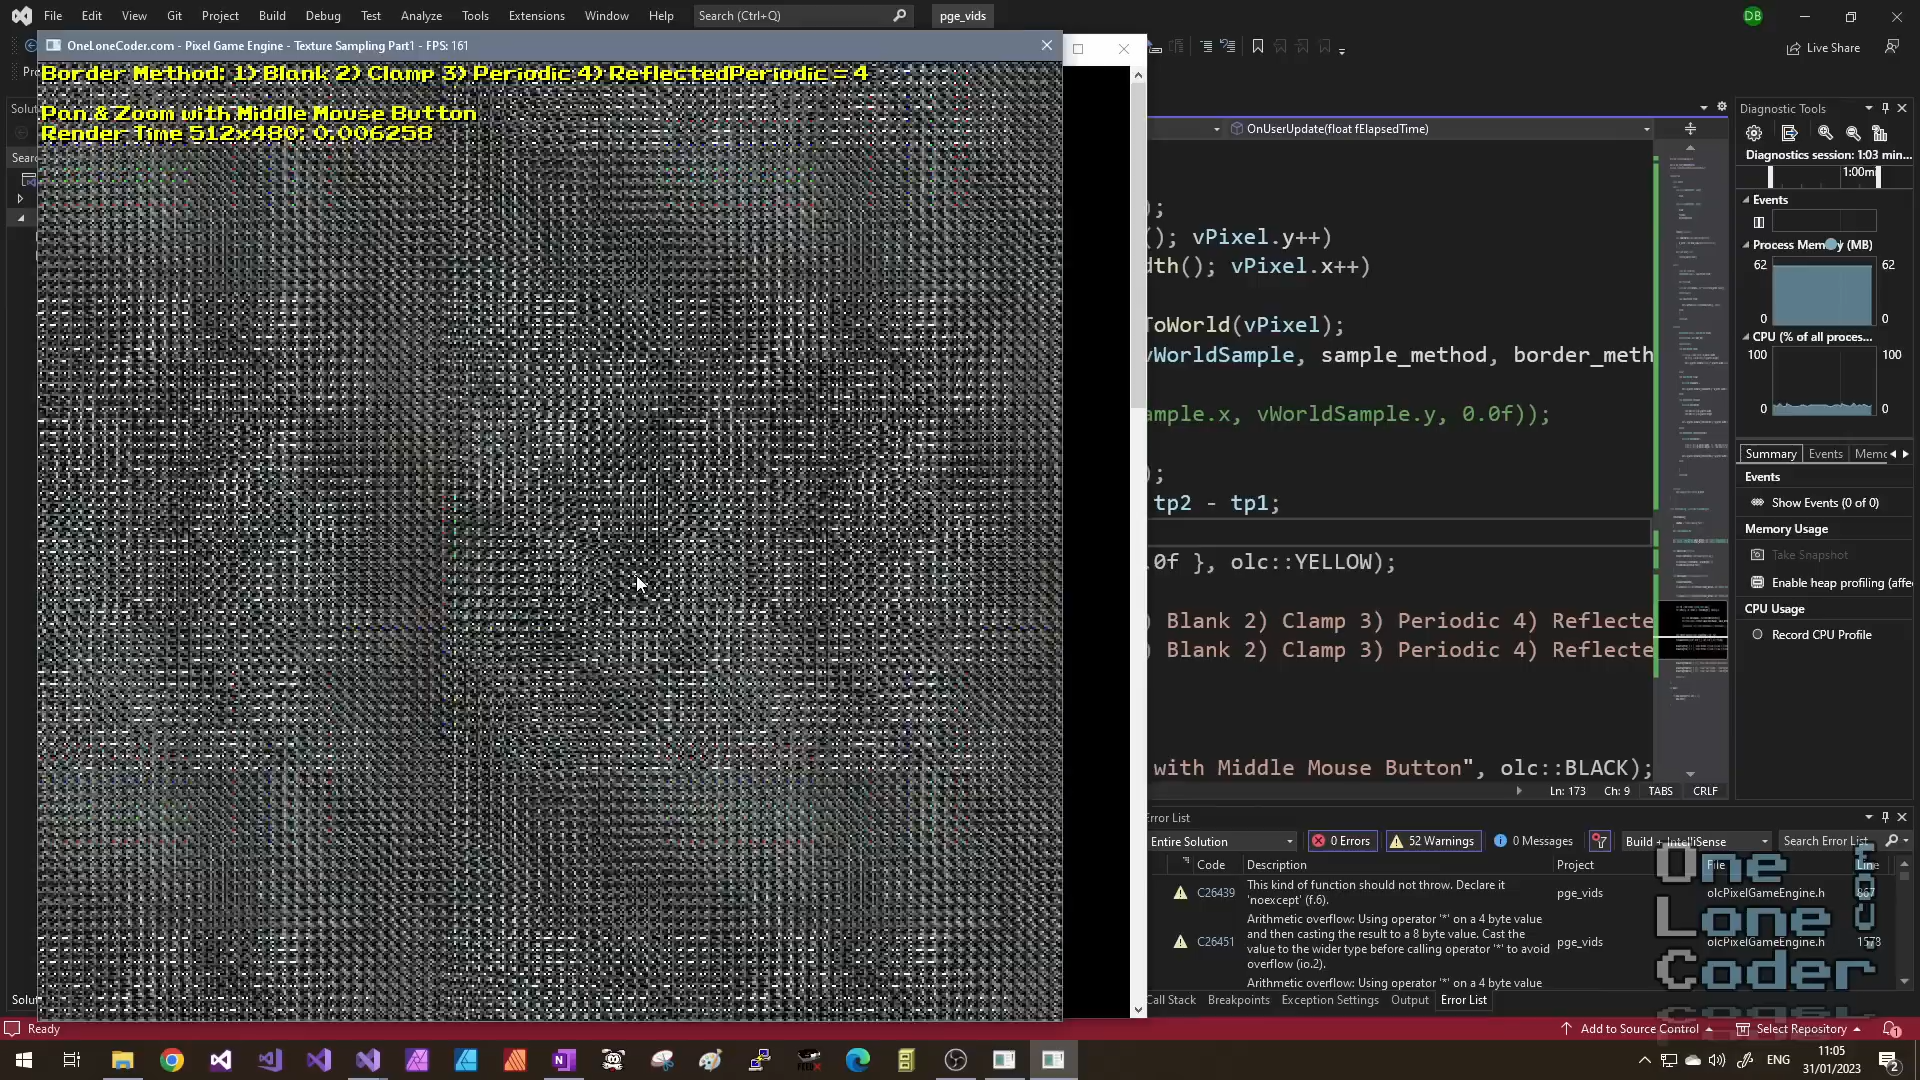 File Edit View Git Project Build Debug Test Analyze Tools Extensions Window Help Search (Ctrl+Q) pge_vids DB
OneLoneCoder.com - Pixel Game Engine - Texture Sampling Part1 - FPS: 161
Live Share
Border Method: 1) Blank 2) Clamp 3) Periodic 4) ReflectedPeriodic = 4
Pan & Zoom with Middle Mouse Button
Render Time 512x480: 0.006258
OnUserUpdate(float fElapsedTime)
);
(); vPixel.y++)
dth(); vPixel.x++)
ToWorld(vPixel);
vWorldSample, sample_method, border_meth
ample.x, vWorldSample.y, 0.0f));
);
tp2 - tp1;
.0f }, olc::YELLOW);
) Blank 2) Clamp 3) Periodic 4) Reflecte
) Blank 2) Clamp 3) Periodic 4) Reflecte
with Middle Mouse Button", olc::BLACK);
Ln: 173 Ch: 9 TABS CRLF
Diagnostic Tools
Diagnostics session: 1:03 min...
1:00mi
Events
Process Memory (MB)
62 62
0 0
CPU (% of all proces...
100 100
0 0
Summary Events Memo
Events
Show Events (0 of 0)
Memory Usage
Take Snapshot
Enable heap profiling (affe
CPU Usage
Record CPU Profile
Error List
Entire Solution 0 Errors 52 Warnings 0 Messages Build + IntelliSense Search Error List
Code Description Project File Line
C26439 This kind of function should not throw. Declare it 'noexcept' (f.6). pge_vids olcPixelGameEngine.h 867
C26451 Arithmetic overflow: Using operator '*' on a 4 byte value
and then casting the result to a 8 byte value. Cast the
value to the wider type before calling operator '*' to avoid
overflow (io.2). pge_vids olcPixelGameEngine.h 1578
Arithmetic overflow: Using operator '*' on a 4 byte value
Call Stack Breakpoints Exception Settings Output Error List
One
Lone
Coder
Solut
Sear
Solu
Ready Add to Source Control Select Repository 1
ENG 11:05
31/01/2023
2